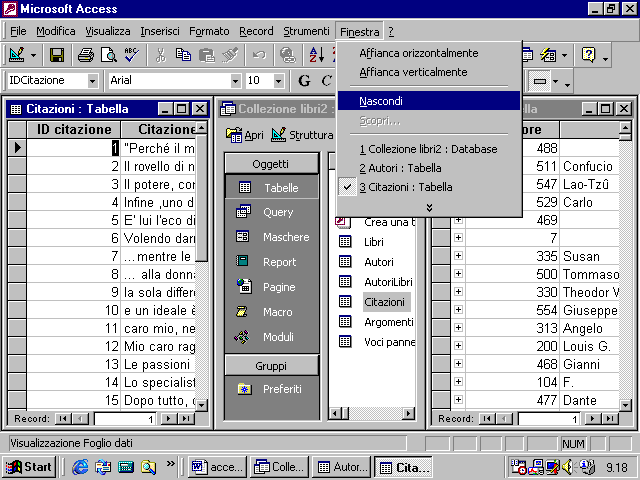 Microsoft Access
File Modifica Visualizza Inserisci Formato Record Strumenti Finestra ?
IDCitazione Arial 10 G C
Affianca orizzontalmente
Affianca verticalmente
Nascondi
Scopri...
1 Collezione libri2 : Database
2 Autori : Tabella
3 Citazioni : Tabella
Citazioni : Tabella
ID citazione Citazione
1 "Perché il m
2 Il rovello di n
3 Il potere, con
4 Infine ,uno d
5 E' lui l'eco di
6 Volendo dam
7 ...mentre le
8 ... alla donna
9 la sola differe
10 e un ideale è
11 caro mio, ne
12 Mio caro rag
13 Le passioni
14 Lo specialist
15 Dopo tutto, c
Record: 1
Collezione libri2 :
Apri Struttura
Oggetti
Tabelle
Query
Maschere
Report
Pagine
Macro
Moduli
Gruppi
Preferiti
Crea una t
Libri
Autori
AutoriLibri
Citazioni
Argomenti
Voci panne
ella
ore
488
511 Confucio
547 Lao-Tzû
529 Carlo
469
7
335 Susan
500 Tommaso
330 Theodor V
554 Giuseppe
313 Angelo
200 Louis G.
468 Gianni
104 F.
477 Dante
Record: 1
Visualizzazione Foglio dati NUM
Start acce... Colle... Autor... Cita... 9.18